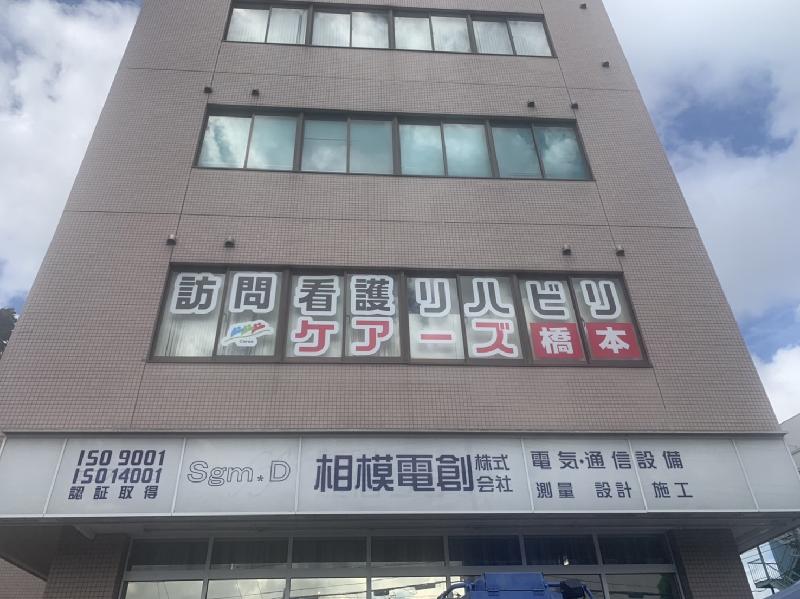 訪問看護リハビリ
Cares
ケアーズ橋本
ISO 9001
ISO 14001
認証取得
Sgm.D
相模電創株式会社
電気・通信設備
測量 設計 施工